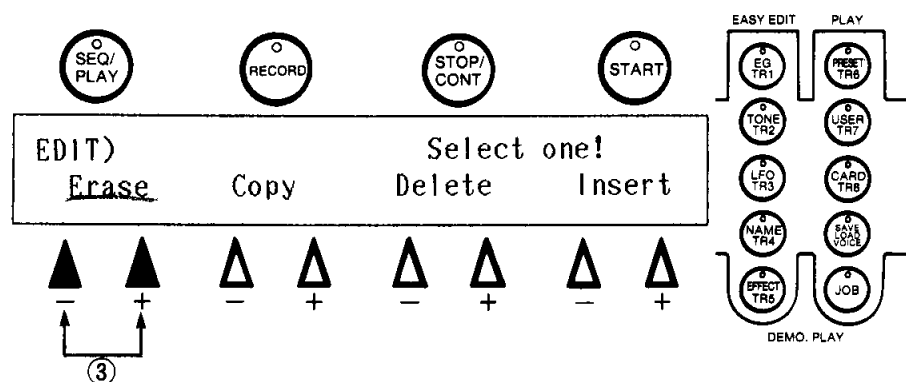 SEQ/
PLAY
RECORD
STOP/
CONT
START
EDIT) Select one!
Erase Copy Delete Insert
− + − + − + − +
③
EASY EDIT PLAY
EG
TR1
PRESET
TR6
TONE
TR2
USER
TR7
LFO
TR3
CARD
TR8
NAME
TR4
SAVE
LOAD
VOICE
EFFECT
TR5
JOB
DEMO. PLAY